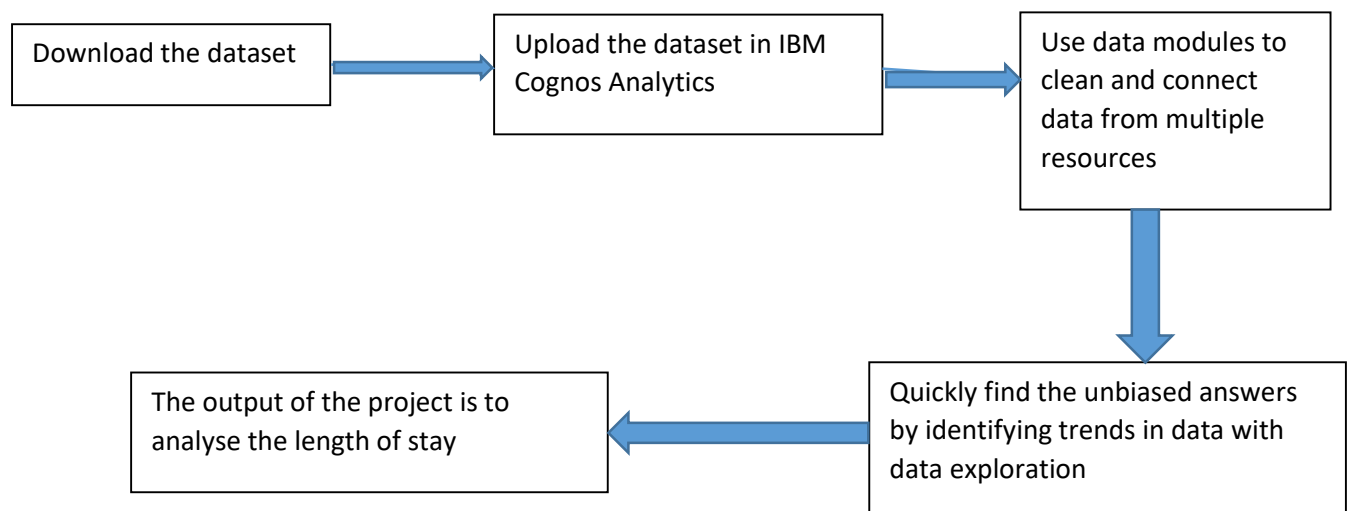 Download the dataset
Upload the dataset in IBM
Cognos Analytics
Use data modules to
clean and connect
data from multiple
resources
Quickly find the unbiased answers
by identifying trends in data with
data exploration
The output of the project is to
analyse the length of stay